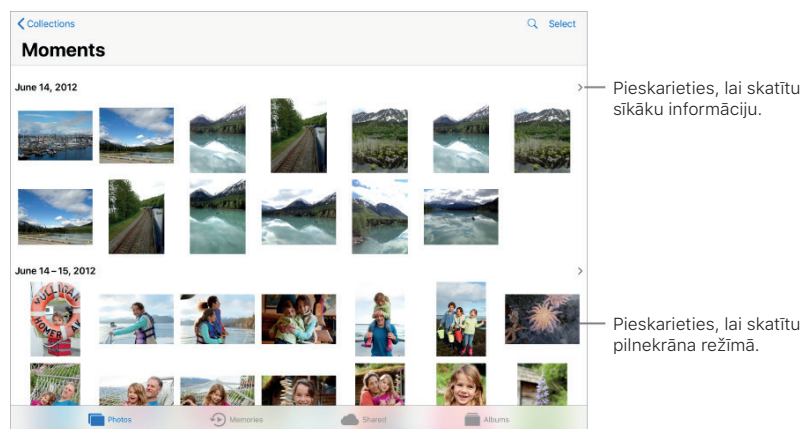 Collections
Select
Moments
June 14, 2012
Pieskarieties, lai skatītu
sīkāku informāciju.
June 14–15, 2012
HOMER
Pieskarieties, lai skatītu
pilnekrāna režīmā.
Photos
Memories
Shared
Albums